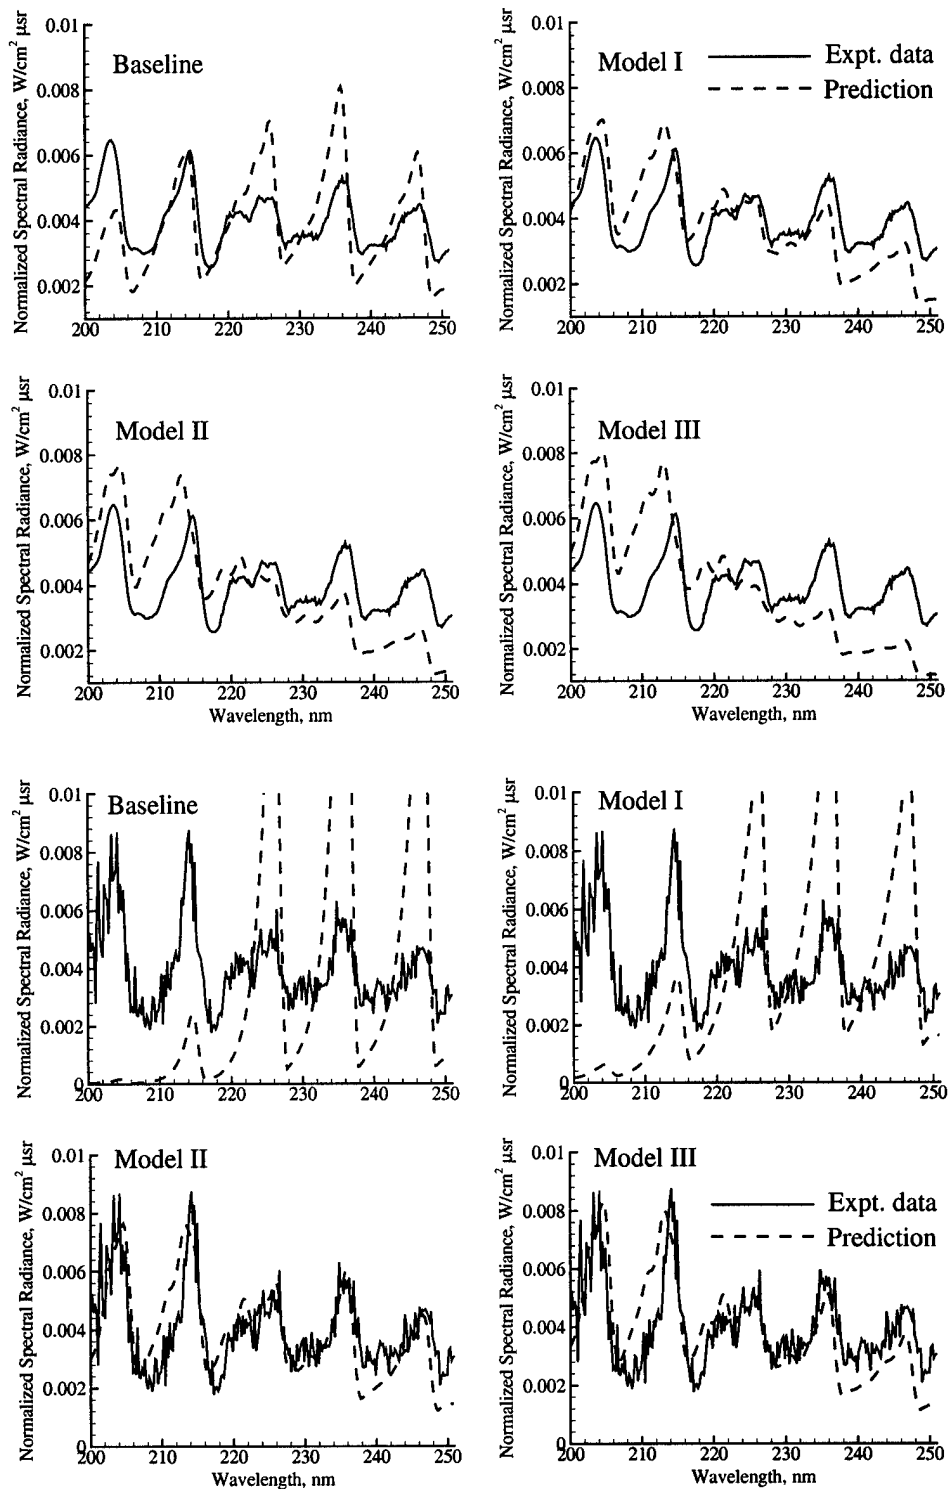 Normalized Spectral Radiance, W/cm² μsr
0.01
0.008
0.006
0.004
0.002
Baseline
200 210 220 230 240 250
Normalized Spectral Radiance, W/cm² μsr
0.01
0.008
0.006
0.004
0.002
Model I
Expt. data
Prediction
200 210 220 230 240 250
Normalized Spectral Radiance, W/cm² μsr
0.01
0.008
0.006
0.004
0.002
Model II
200 210 220 230 240 250
Wavelength, nm
Normalized Spectral Radiance, W/cm² μsr
0.01
0.008
0.006
0.004
0.002
Model III
200 210 220 230 240 250
Wavelength, nm
Normalized Spectral Radiance, W/cm² μsr
0.01
0.008
0.006
0.004
0.002
0
Baseline
200 210 220 230 240 250
Normalized Spectral Radiance, W/cm² μsr
0.01
0.008
0.006
0.004
0.002
0
Model I
200 210 220 230 240 250
Normalized Spectral Radiance, W/cm² μsr
0.01
0.008
0.006
0.004
0.002
0
Model II
200 210 220 230 240 250
Wavelength, nm
Normalized Spectral Radiance, W/cm² μsr
0.01
0.008
0.006
0.004
0.002
0
Model III
Expt. data
Prediction
200 210 220 230 240 250
Wavelength, nm